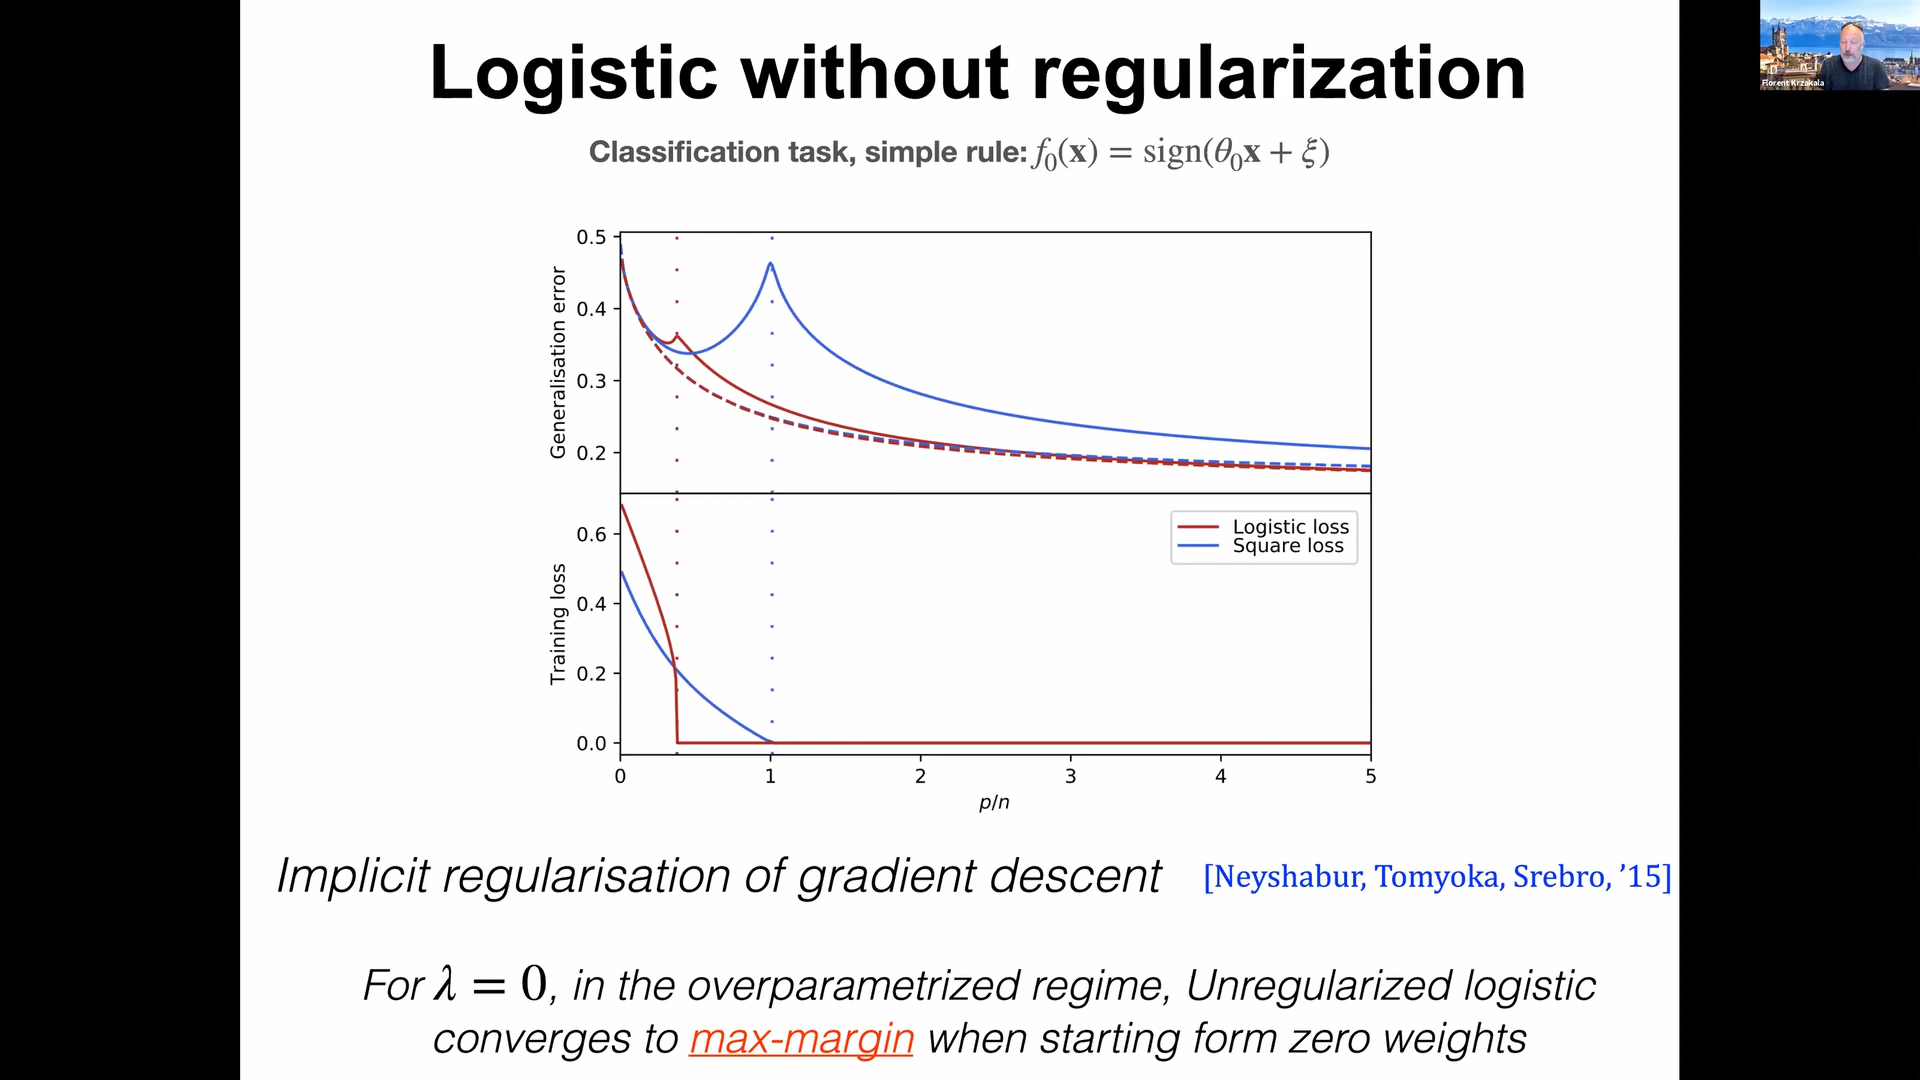 Logistic without regularization
Florent Krzakala
Classification task, simple rule: f₀(𝐱) = sign(θ₀𝐱 + ξ)
0.5
0.4
0.3
0.2
Generalisation error
0.6
0.4
0.2
0.0
Training loss
Logistic loss
Square loss
0 1 2 3 4 5
p/n
Implicit regularisation of gradient descent [Neyshabur, Tomyoka, Srebro, ’15]
For λ = 0, in the overparametrized regime, Unregularized logistic
converges to max-margin when starting form zero weights